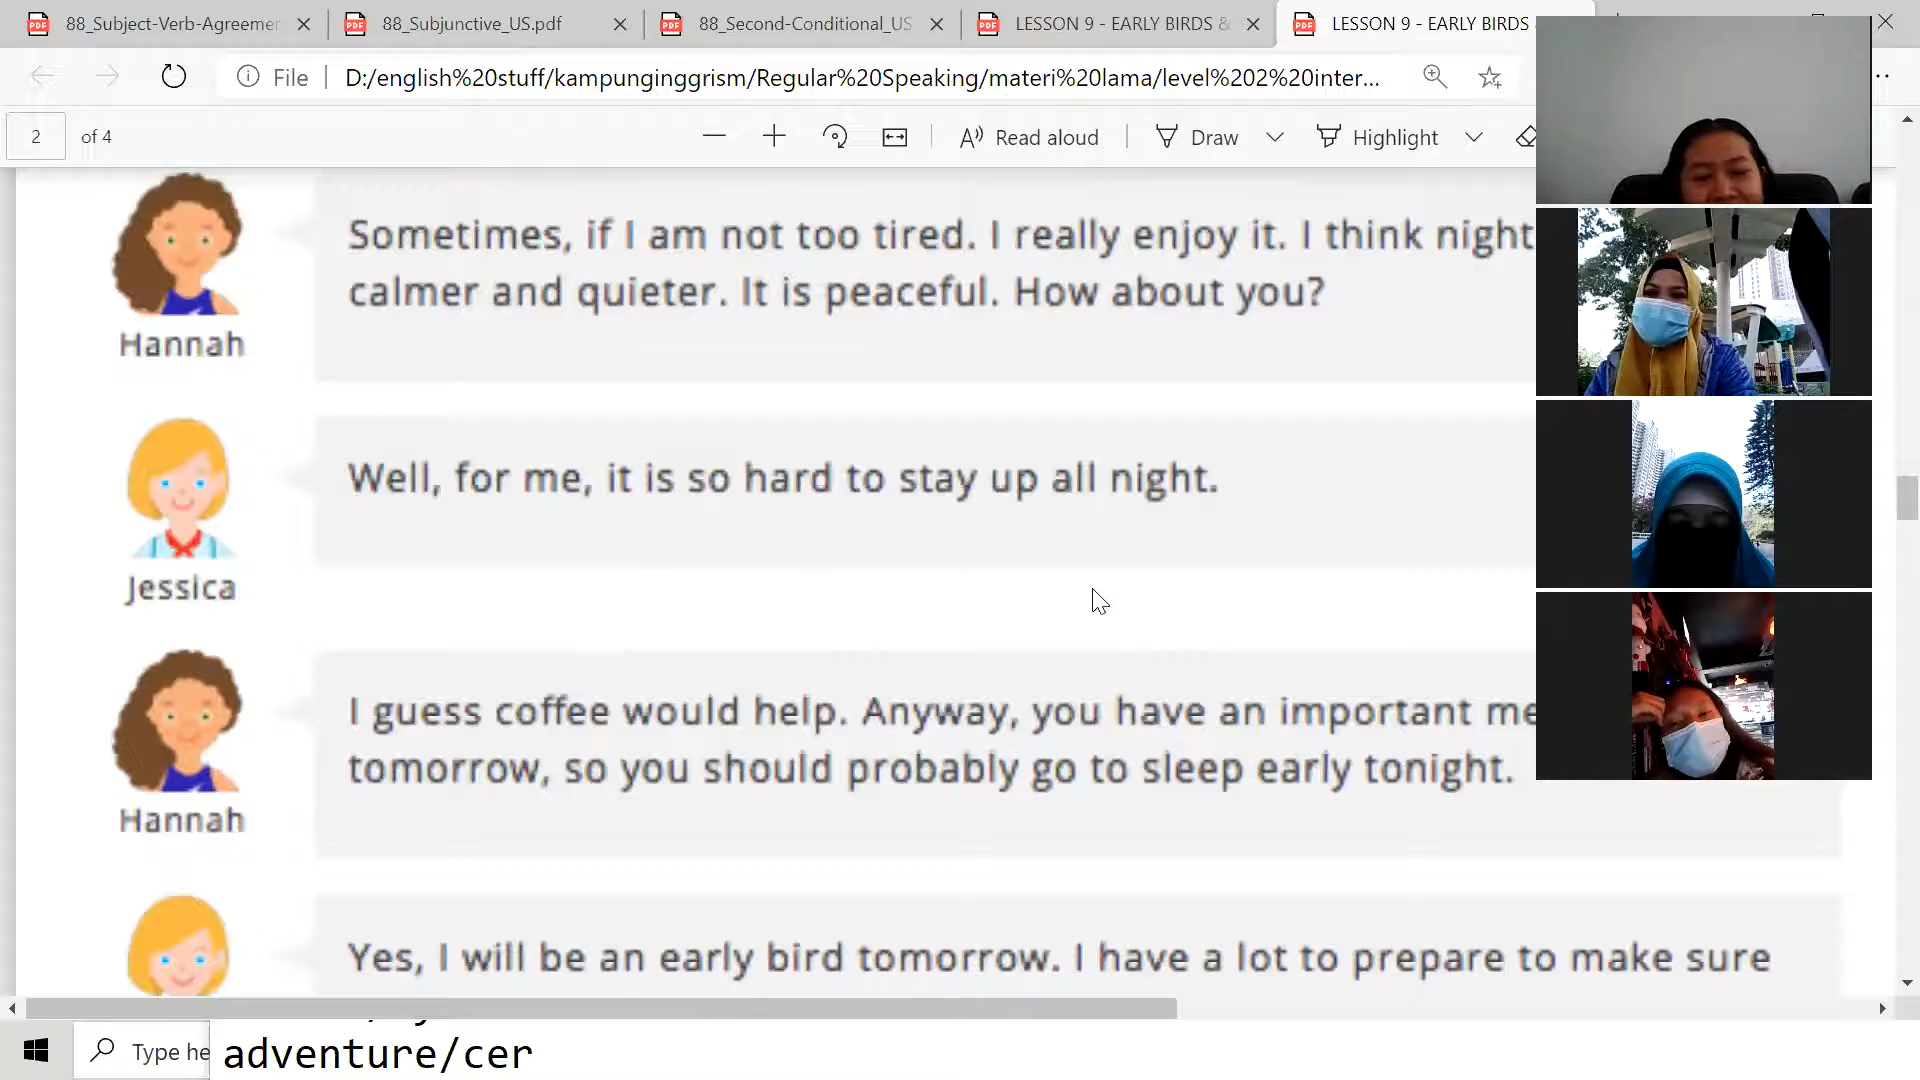 88_Subject-Verb-Agreemer
88_Subjunctive_US.pdf
88_Second-Conditional_US
LESSON 9 - EARLY BIRDS &
LESSON 9 - EARLY BIRDS
File
D:/english%20stuff/kampunginggrism/Regular%20Speaking/materi%20lama/level%202%20inter...
2 of 4
Read aloud
Draw
Highlight
Sometimes, if I am not too tired. I really enjoy it. I think night
calmer and quieter. It is peaceful. How about you?
Hannah
Well, for me, it is so hard to stay up all night.
Jessica
I guess coffee would help. Anyway, you have an important me
tomorrow, so you should probably go to sleep early tonight.
Hannah
Yes, I will be an early bird tomorrow. I have a lot to prepare to make sure
Type he
adventure/cer